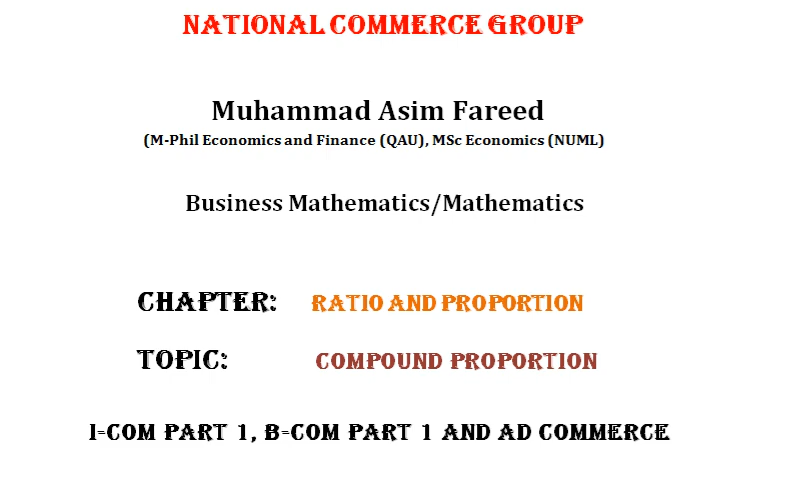 NATIONAL COMMERCE GROUP
Muhammad Asim Fareed
(M-Phil Economics and Finance (QAU), MSc Economics (NUML)
Business Mathematics/Mathematics
CHAPTER: RATIO AND PROPORTION
TOPIC: COMPOUND PROPORTION
I-COM PART 1, B-COM PART 1 AND AD COMMERCE